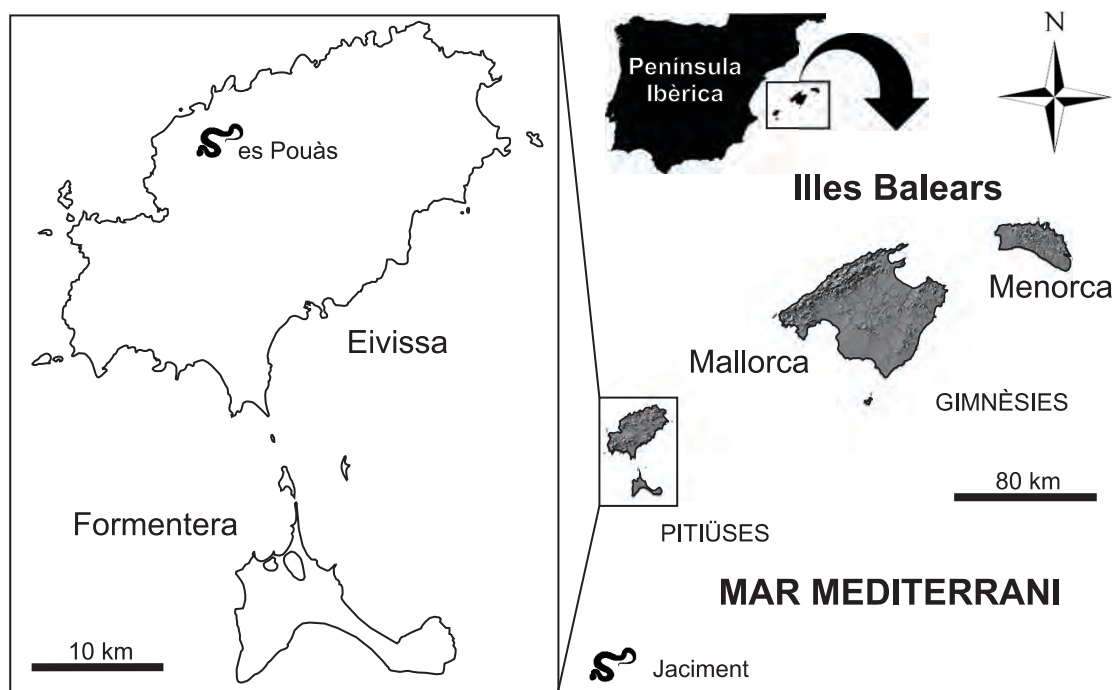 es Pouàs
Eivissa
Formentera
10 km
Península
Ibèrica
N
Illes Balears
Menorca
Mallorca
GIMNÈSIES
80 km
PITIÜSES
MAR MEDITERRANI
Jaciment